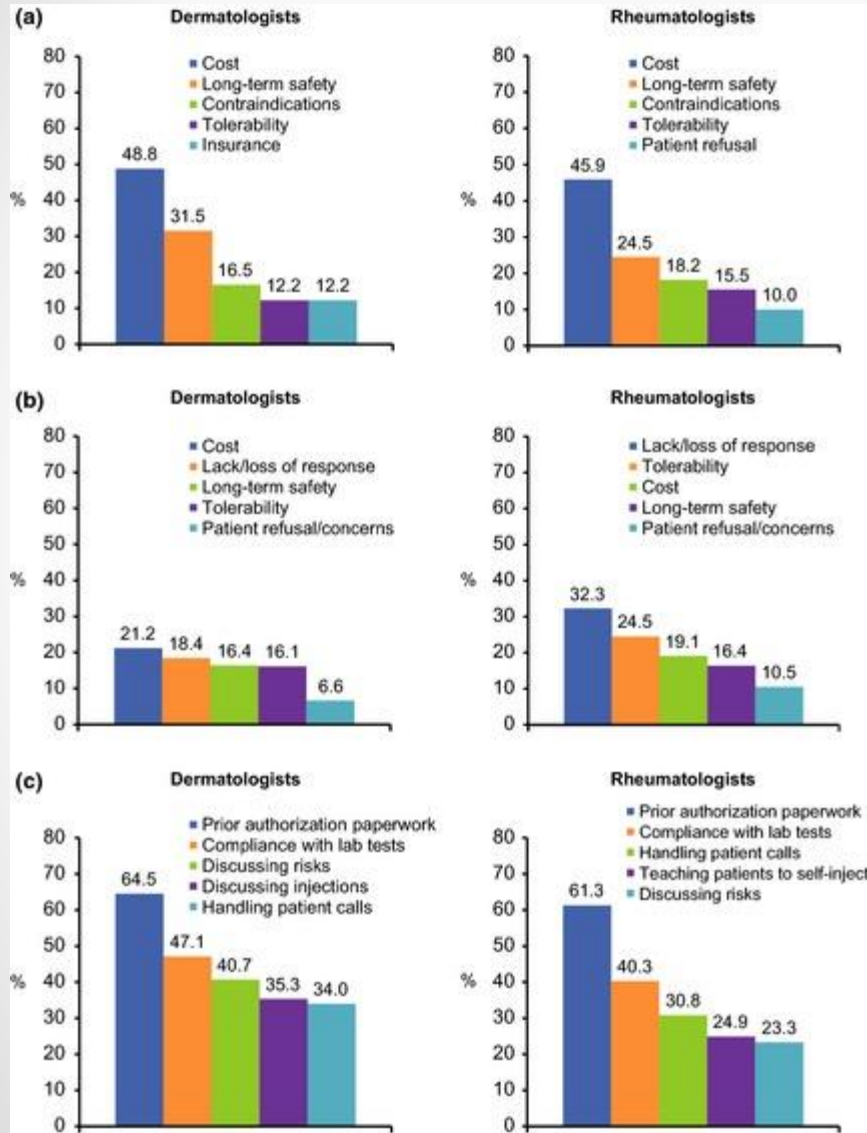 (a)
Dermatologists
80
70
60
50
40
30
20
10
0
%
Cost
Long-term safety
Contraindications
Tolerability
Insurance
48.8
31.5
16.5
12.2
12.2
Rheumatologists
80
70
60
50
40
30
20
10
0
%
Cost
Long-term safety
Contraindications
Tolerability
Patient refusal
45.9
24.5
18.2
15.5
10.0
(b)
Dermatologists
80
70
60
50
40
30
20
10
0
%
Cost
Lack/loss of response
Long-term safety
Tolerability
Patient refusal/concerns
21.2
18.4
16.4
16.1
6.6
Rheumatologists
80
70
60
50
40
30
20
10
0
%
Lack/loss of response
Tolerability
Cost
Long-term safety
Patient refusal/concerns
32.3
24.5
19.1
16.4
10.5
(c)
Dermatologists
80
70
60
50
40
30
20
10
0
%
Prior authorization paperwork
Compliance with lab tests
Discussing risks
Discussing injections
Handling patient calls
64.5
47.1
40.7
35.3
34.0
Rheumatologists
80
70
60
50
40
30
20
10
0
%
Prior authorization paperwork
Compliance with lab tests
Handling patient calls
Teaching patients to self-inject
Discussing risks
61.3
40.3
30.8
24.9
23.3